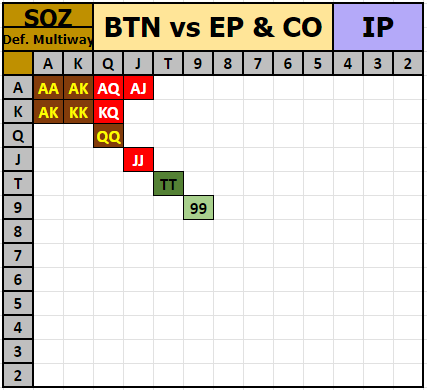 SQZ BTN vs EP & CO IP
Def. Multiway
A K Q J T 9 8 7 6 5 4 3 2
A AA AK AQ AJ
K AK KK KQ
Q QQ
J JJ
T TT
9 99
8
7
6
5
4
3
2